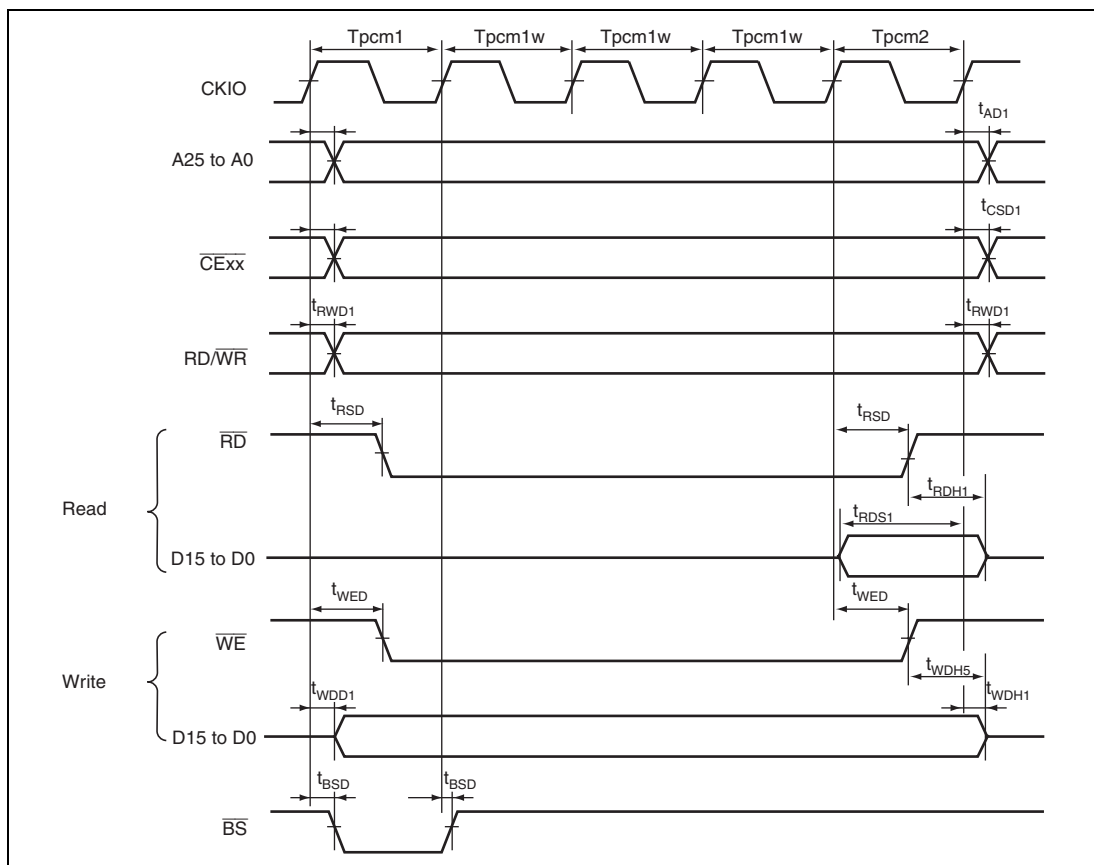 Tpcm1 Tpcm1w Tpcm1w Tpcm1w Tpcm2
CKIO
tAD1
A25 to A0
tCSD1
CExx
tRWD1 tRWD1
RD/WR
tRSD tRSD
RD
tRDH1
Read
tRDS1
D15 to D0
tWED tWED
WE
tWDH5
Write
tWDD1 tWDH1
D15 to D0
tBSD tBSD
BS